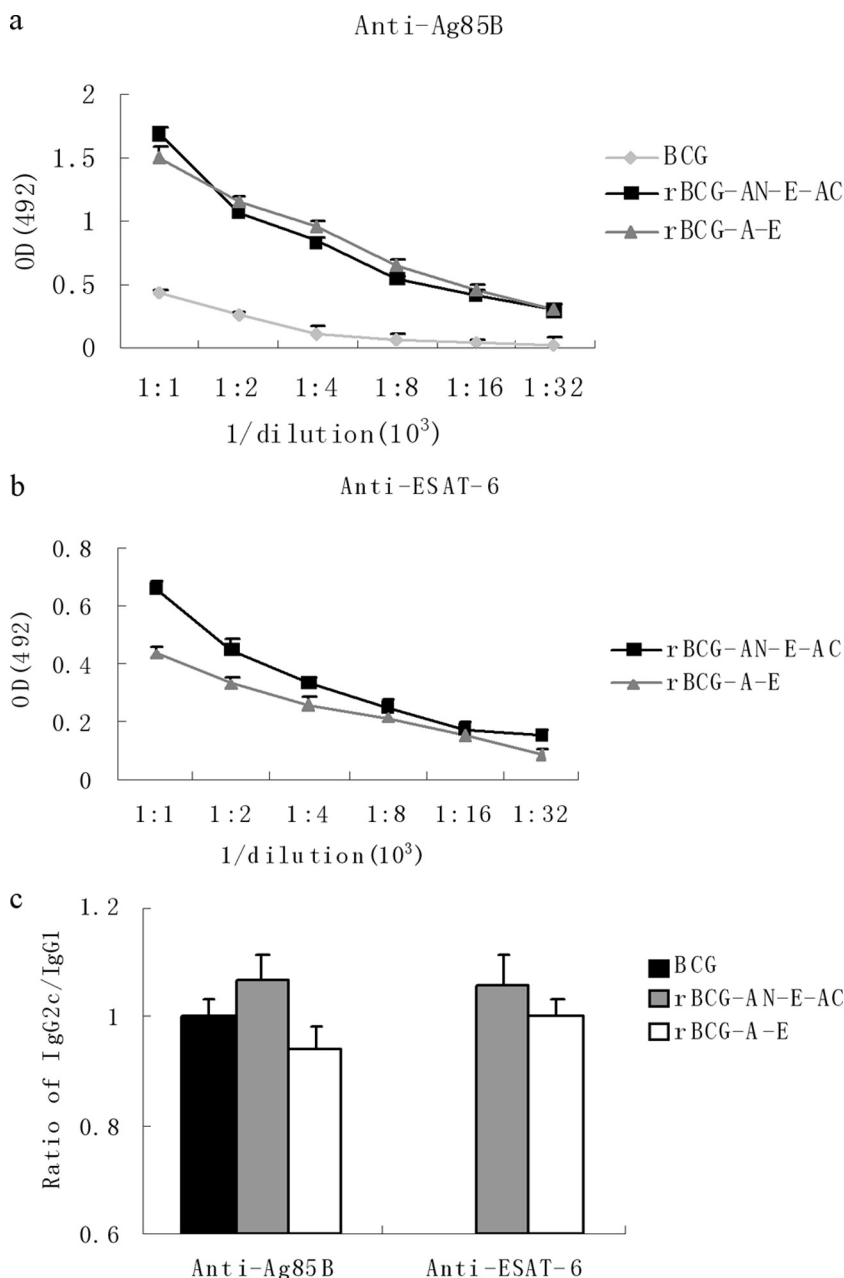 a
Anti-Ag85B
2
1.5
1
0.5
0
OD(492)
1:1 1:2 1:4 1:8 1:16 1:32
1/dilution(10³)
BCG
rBCG-AN-E-AC
rBCG-A-E
b
Anti-ESAT-6
0.8
0.6
0.4
0.2
0
OD(492)
1:1 1:2 1:4 1:8 1:16 1:32
1/dilution(10³)
rBCG-AN-E-AC
rBCG-A-E
c
1.2
1
0.8
0.6
Ratio of IgG2c/IgG1
Anti-Ag85B Anti-ESAT-6
BCG
rBCG-AN-E-AC
rBCG-A-E